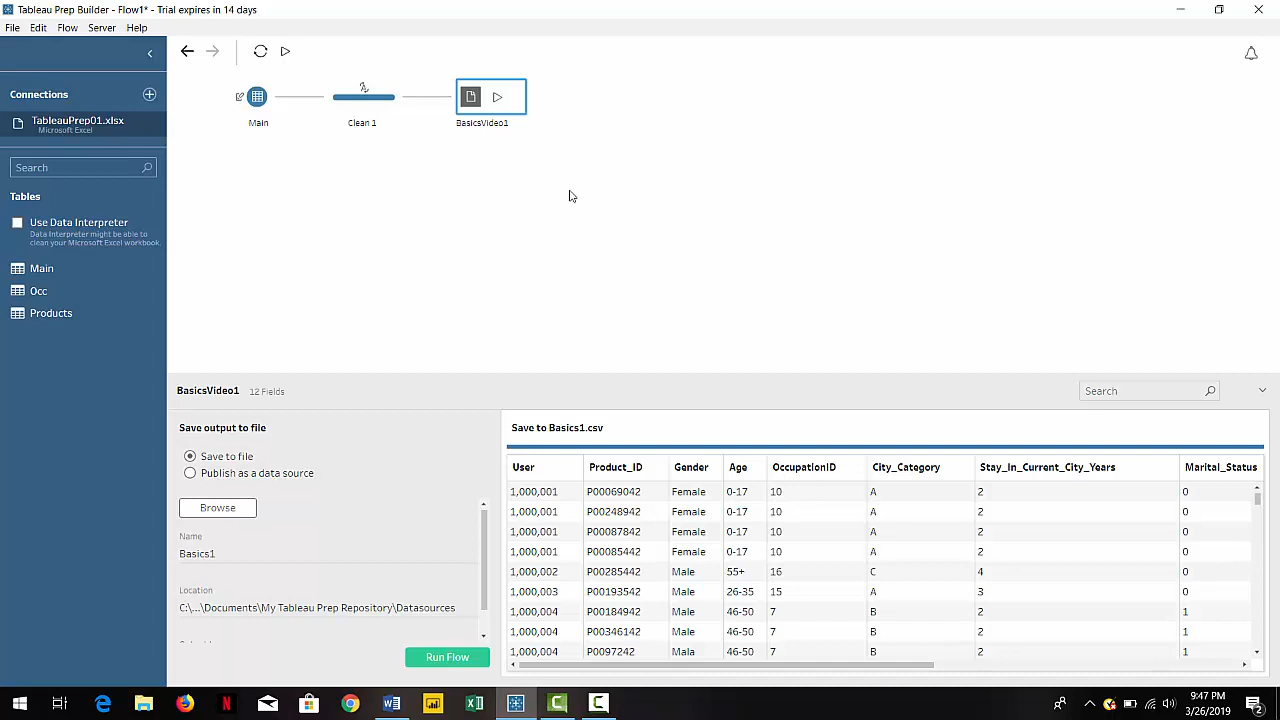 Tableau Prep Builder - Flow1* - Trial expires in 14 days
File Edit Flow Server Help
Connections
TableauPrep01.xlsx
Microsoft Excel
Search
Tables
Use Data Interpreter
Data Interpreter might be able to
clean your Microsoft Excel workbook.
Main
Occ
Products
Main Clean 1 BasicsVideo1
BasicsVideo1 12 Fields
Search
Save output to file
Save to file
Publish as a data source
Browse
Name
Basics1
Location
C:\...\Documents\My Tableau Prep Repository\Datasources
Run Flow
Save to Basics1.csv
User Product_ID Gender Age OccupationID City_Category Stay_In_Current_City_Years Marital_Status
1,000,001 P00069042 Female 0-17 10 A 2 0
1,000,001 P00248942 Female 0-17 10 A 2 0
1,000,001 P00087842 Female 0-17 10 A 2 0
1,000,001 P00085442 Female 0-17 10 A 2 0
1,000,002 P00285442 Male 55+ 16 C 4 0
1,000,003 P00193542 Male 26-35 15 A 3 0
1,000,004 P00184942 Male 46-50 7 B 2 1
1,000,004 P00346142 Male 46-50 7 B 2 1
1,000,004 P0097242 Male 46-50 7 B 2 1
9:47 PM
3/26/2019
2